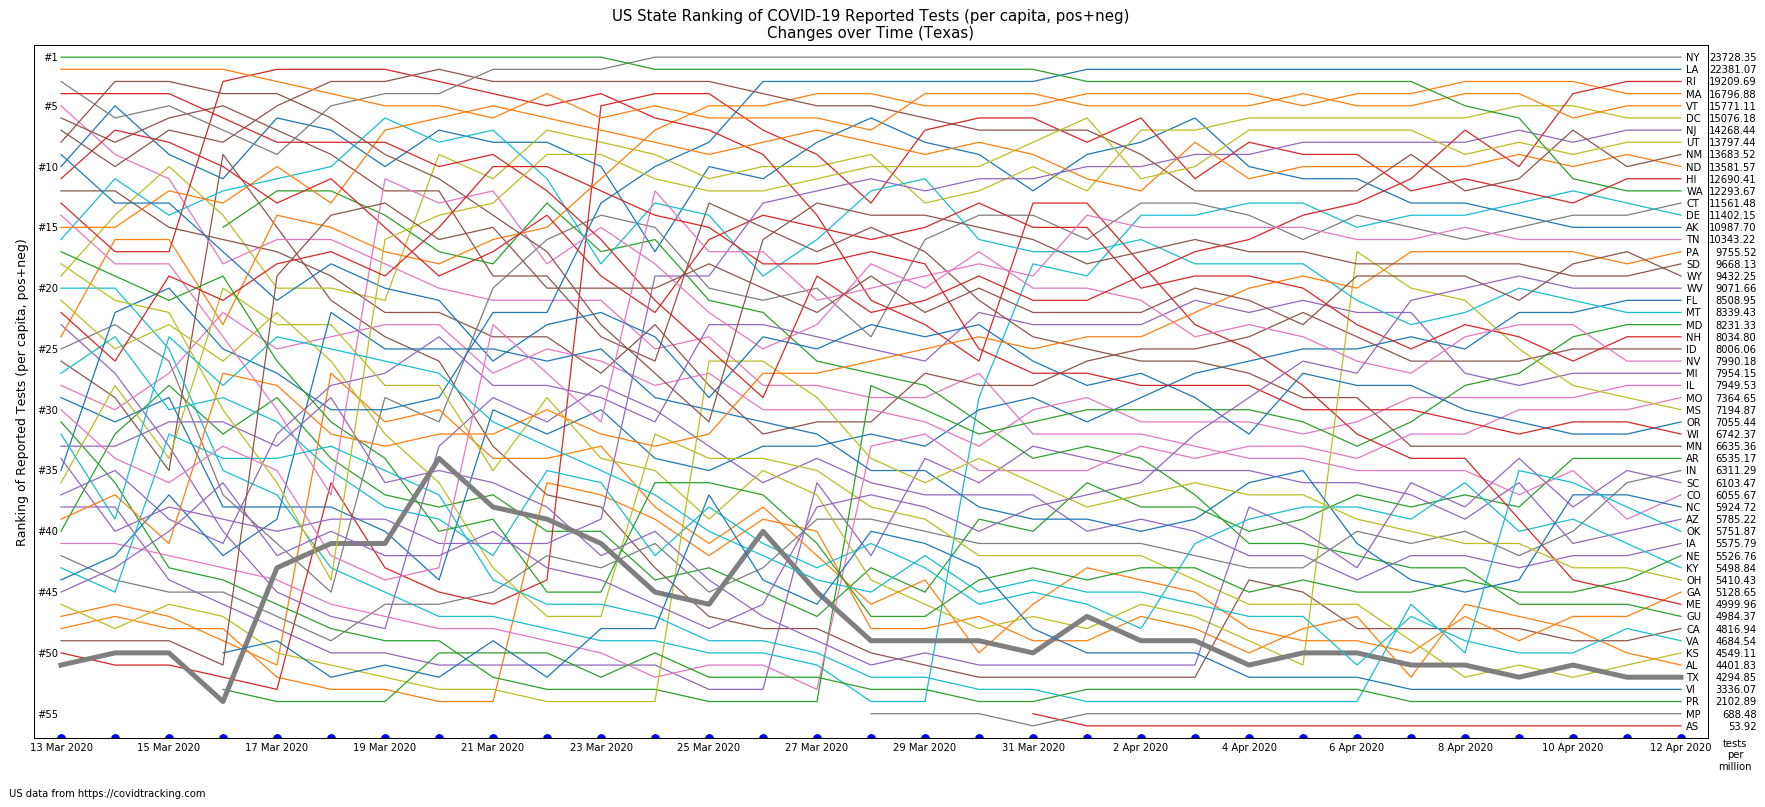 US State Ranking of COVID-19 Reported Tests (per capita, pos+neg)
Changes over Time (Texas)
Ranking of Reported Tests (per capita, pos+neg)
#1
#5
#10
#15
#20
#25
#30
#35
#40
#45
#50
#55
NY 23728.35
LA 22381.07
RI 19209.69
MA 16796.88
VT 15771.11
DC 15076.18
NJ 14268.44
UT 13797.44
NM 13683.52
ND 13581.57
HI 12690.41
WA 12293.67
CT 11561.48
DE 11402.15
AK 10987.70
TN 10343.22
PA 9755.52
SD 9668.13
WY 9432.25
WV 9071.66
FL 8508.95
MT 8339.43
MD 8231.33
NH 8034.80
ID 8006.06
NV 7990.18
MI 7954.15
IL 7949.53
MO 7364.65
MS 7194.87
OR 7055.44
WI 6742.37
MN 6635.36
AR 6535.17
IN 6311.29
SC 6103.47
CO 6055.67
NC 5924.72
AZ 5785.22
OK 5751.87
IA 5575.79
NE 5526.76
KY 5498.84
OH 5410.43
GA 5128.65
ME 4999.96
GU 4984.37
CA 4816.94
VA 4684.54
KS 4549.11
AL 4401.83
TX 4294.85
VI 3336.07
PR 2102.89
MP 688.48
AS 53.92
13 Mar 2020 15 Mar 2020 17 Mar 2020 19 Mar 2020 21 Mar 2020 23 Mar 2020 25 Mar 2020 27 Mar 2020 29 Mar 2020 31 Mar 2020 2 Apr 2020 4 Apr 2020 6 Apr 2020 8 Apr 2020 10 Apr 2020 12 Apr 2020
tests
per
million
US data from https://covidtracking.com